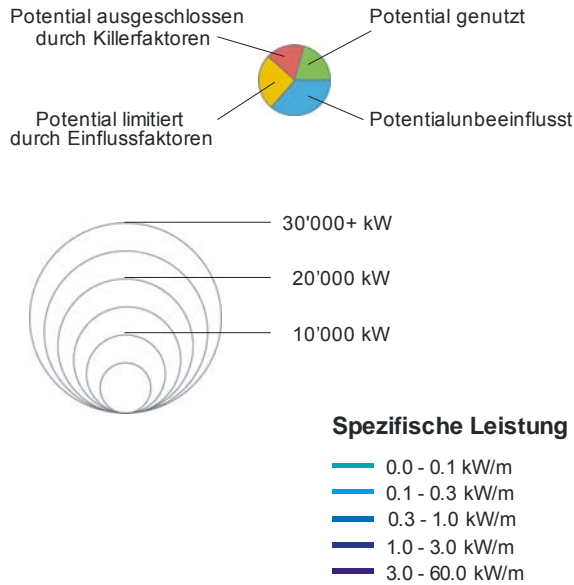 Potential ausgeschlossen
durch Killerfaktoren
Potential genutzt
Potential limitiert
durch Einflussfaktoren
Potentialunbeeinflusst
30'000+ kW
20’000 kW
10’000 kW
Spezifische Leistung
0.0 - 0.1 kW/m
0.1 - 0.3 kW/m
0.3 - 1.0 kW/m
1.0 - 3.0 kW/m
3.0 - 60.0 kW/m